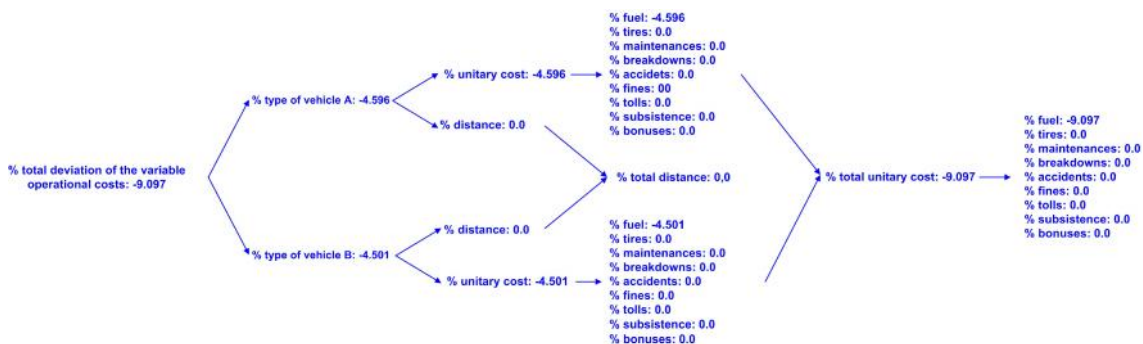 % total deviation of the variable
operational costs: -9.097
% type of vehicle A: -4.596
% type of vehicle B: -4.501
% unitary cost: -4.596
% distance: 0.0
% distance: 0.0
% unitary cost: -4.501
% fuel: -4.596
% tires: 0.0
% maintenances: 0.0
% breakdowns: 0.0
% accidets: 0.0
% fines: 00
% tolls: 0.0
% subsistence: 0.0
% bonuses: 0.0
% total distance: 0,0
% fuel: -4.501
% tires: 0.0
% maintenances: 0.0
% breakdowns: 0.0
% accidents: 0.0
% fines: 0.0
% tolls: 0.0
% subsistence: 0.0
% bonuses: 0.0
% total unitary cost: -9.097
% fuel: -9.097
% tires: 0.0
% maintenances: 0.0
% breakdowns: 0.0
% accidents: 0.0
% fines: 0.0
% tolls: 0.0
% subsistence: 0.0
% bonuses: 0.0